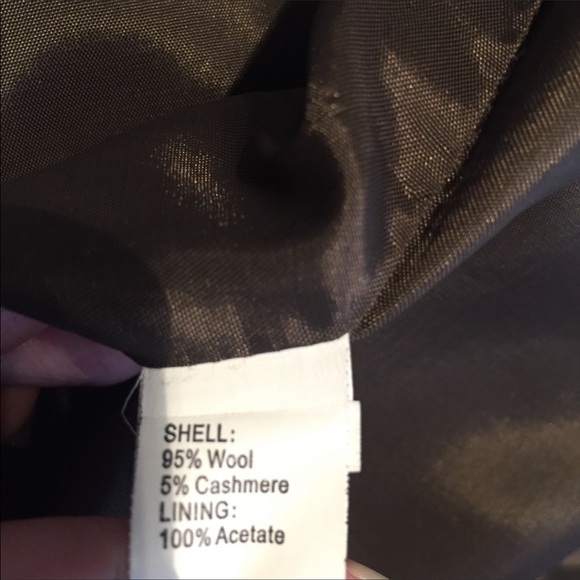 SHELL:
95% Wool
5% Cashmere
LINING:
100% Acetate